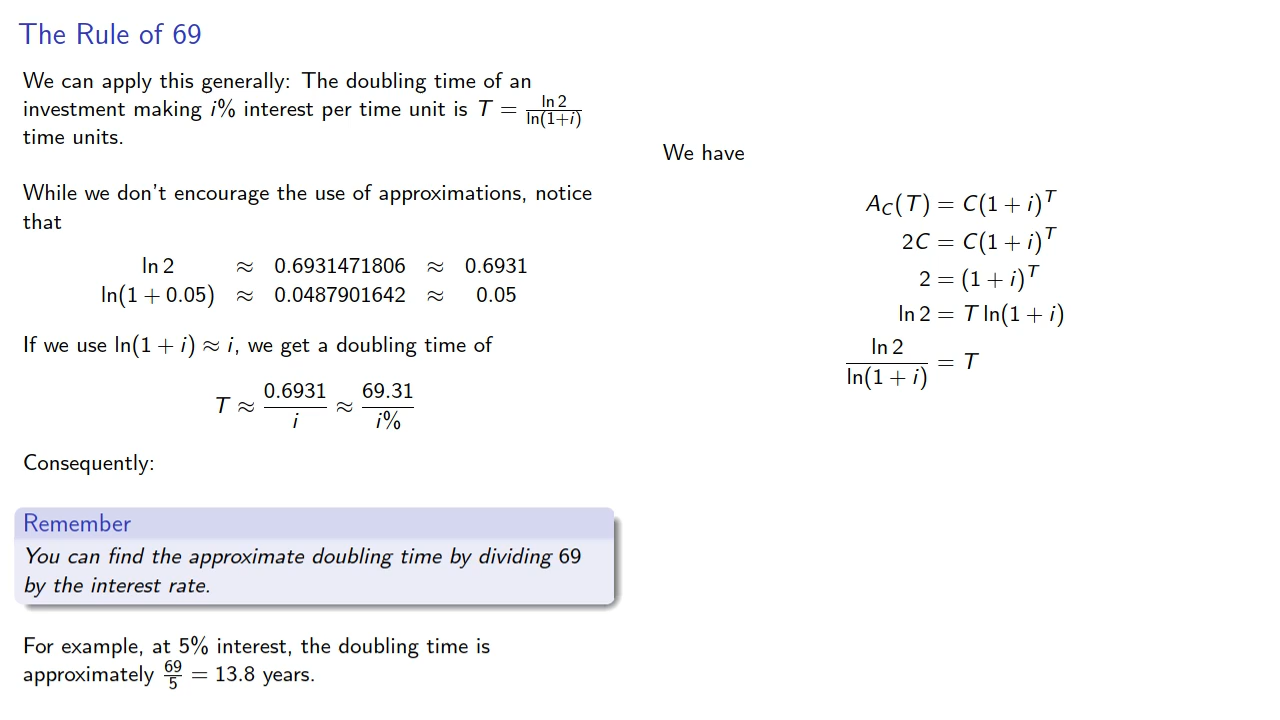 The Rule of 69
We can apply this generally: The doubling time of an
investment making i% interest per time unit is T = ln 2 / ln(1+i)
time units.
While we don't encourage the use of approximations, notice
that
ln 2 ≈ 0.6931471806 ≈ 0.6931
ln(1 + 0.05) ≈ 0.0487901642 ≈ 0.05
If we use ln(1 + i) ≈ i, we get a doubling time of
T ≈ 0.6931 / i ≈ 69.31 / i%
Consequently:
Remember
You can find the approximate doubling time by dividing 69
by the interest rate.
For example, at 5% interest, the doubling time is
approximately 69/5 = 13.8 years.
We have
A_C(T) = C(1 + i)^T
2C = C(1 + i)^T
2 = (1 + i)^T
ln 2 = T ln(1 + i)
ln 2 / ln(1 + i) = T